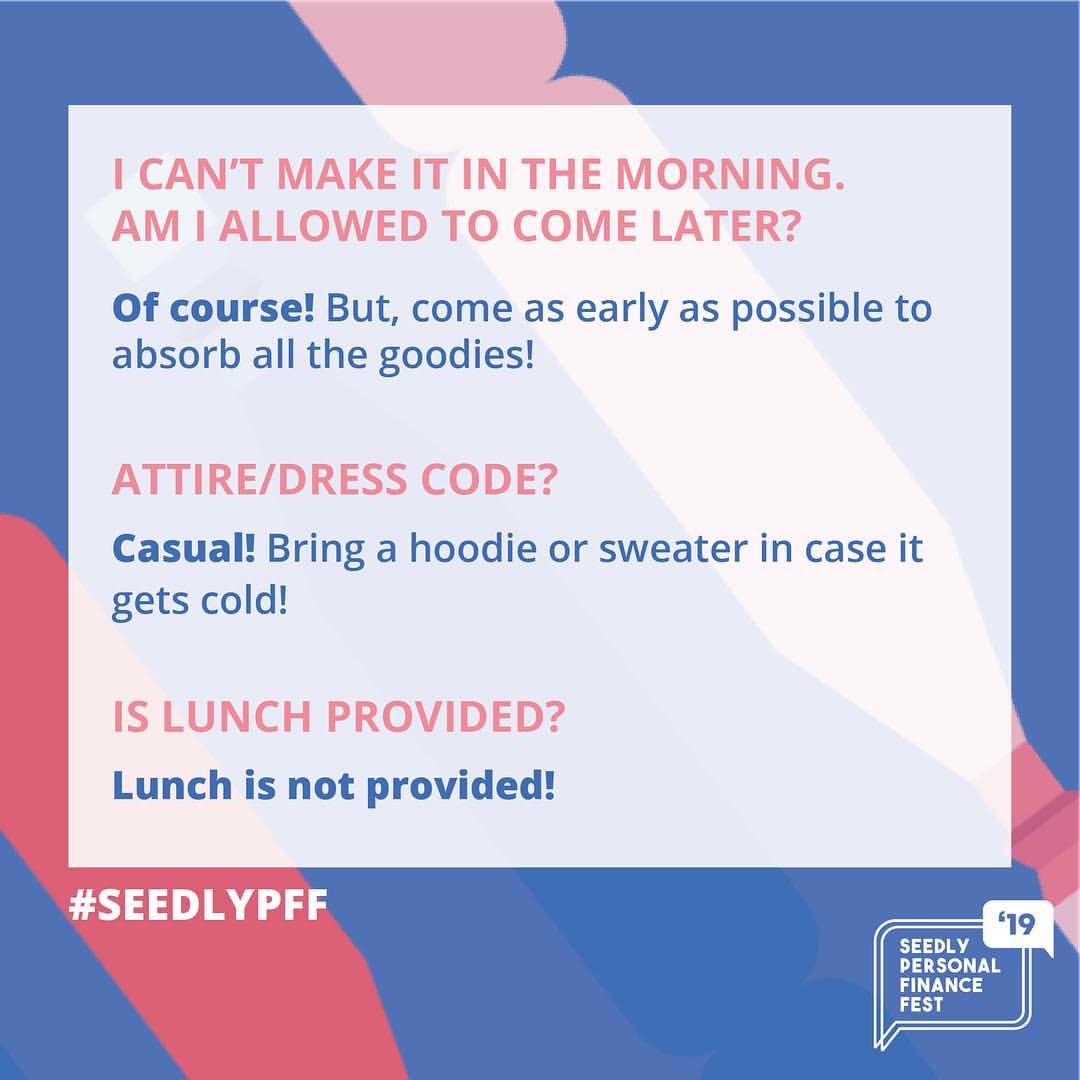 I CAN’T MAKE IT IN THE MORNING.
AM I ALLOWED TO COME LATER?
Of course! But, come as early as possible to
absorb all the goodies!
ATTIRE/DRESS CODE?
Casual! Bring a hoodie or sweater in case it
gets cold!
IS LUNCH PROVIDED?
Lunch is not provided!
#SEEDLYPFF
‘19
SEEDLY
PERSONAL
FINANCE
FEST